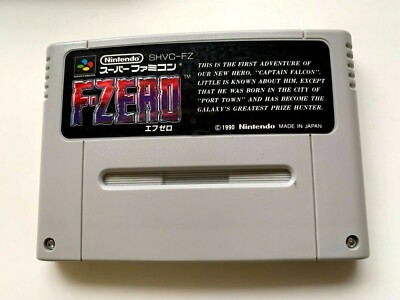 Nintendo SHVC-FZ
スーパーファミコン
F-ZERO™
エフゼロ
THIS IS THE FIRST ADVENTURE OF
OUR NEW HERO, "CAPTAIN FALCON".
LITTLE IS KNOWN ABOUT HIM, EXCEPT
THAT HE WAS BORN IN THE CITY OF
"PORT TOWN" AND HAS BECOME THE
GALAXY'S GREATEST PRIZE HUNTER.
©1990 Nintendo MADE IN JAPAN